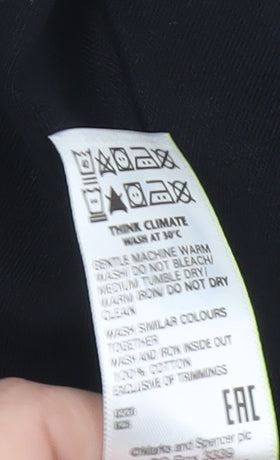 THINK CLIMATE
WASH AT 30°C
GENTLE MACHINE WARM
WASH/ DO NOT BLEACH/
MEDIUM TUMBLE DRY/
WARM IRON/ DO NOT DRY
CLEAN
WASH SIMILAR COLOURS
TOGETHER
WASH AND IRON INSIDE OUT
100% COTTON
EXCLUSIVE OF TRIMMINGS
EAC
©Marks and Spencer plc